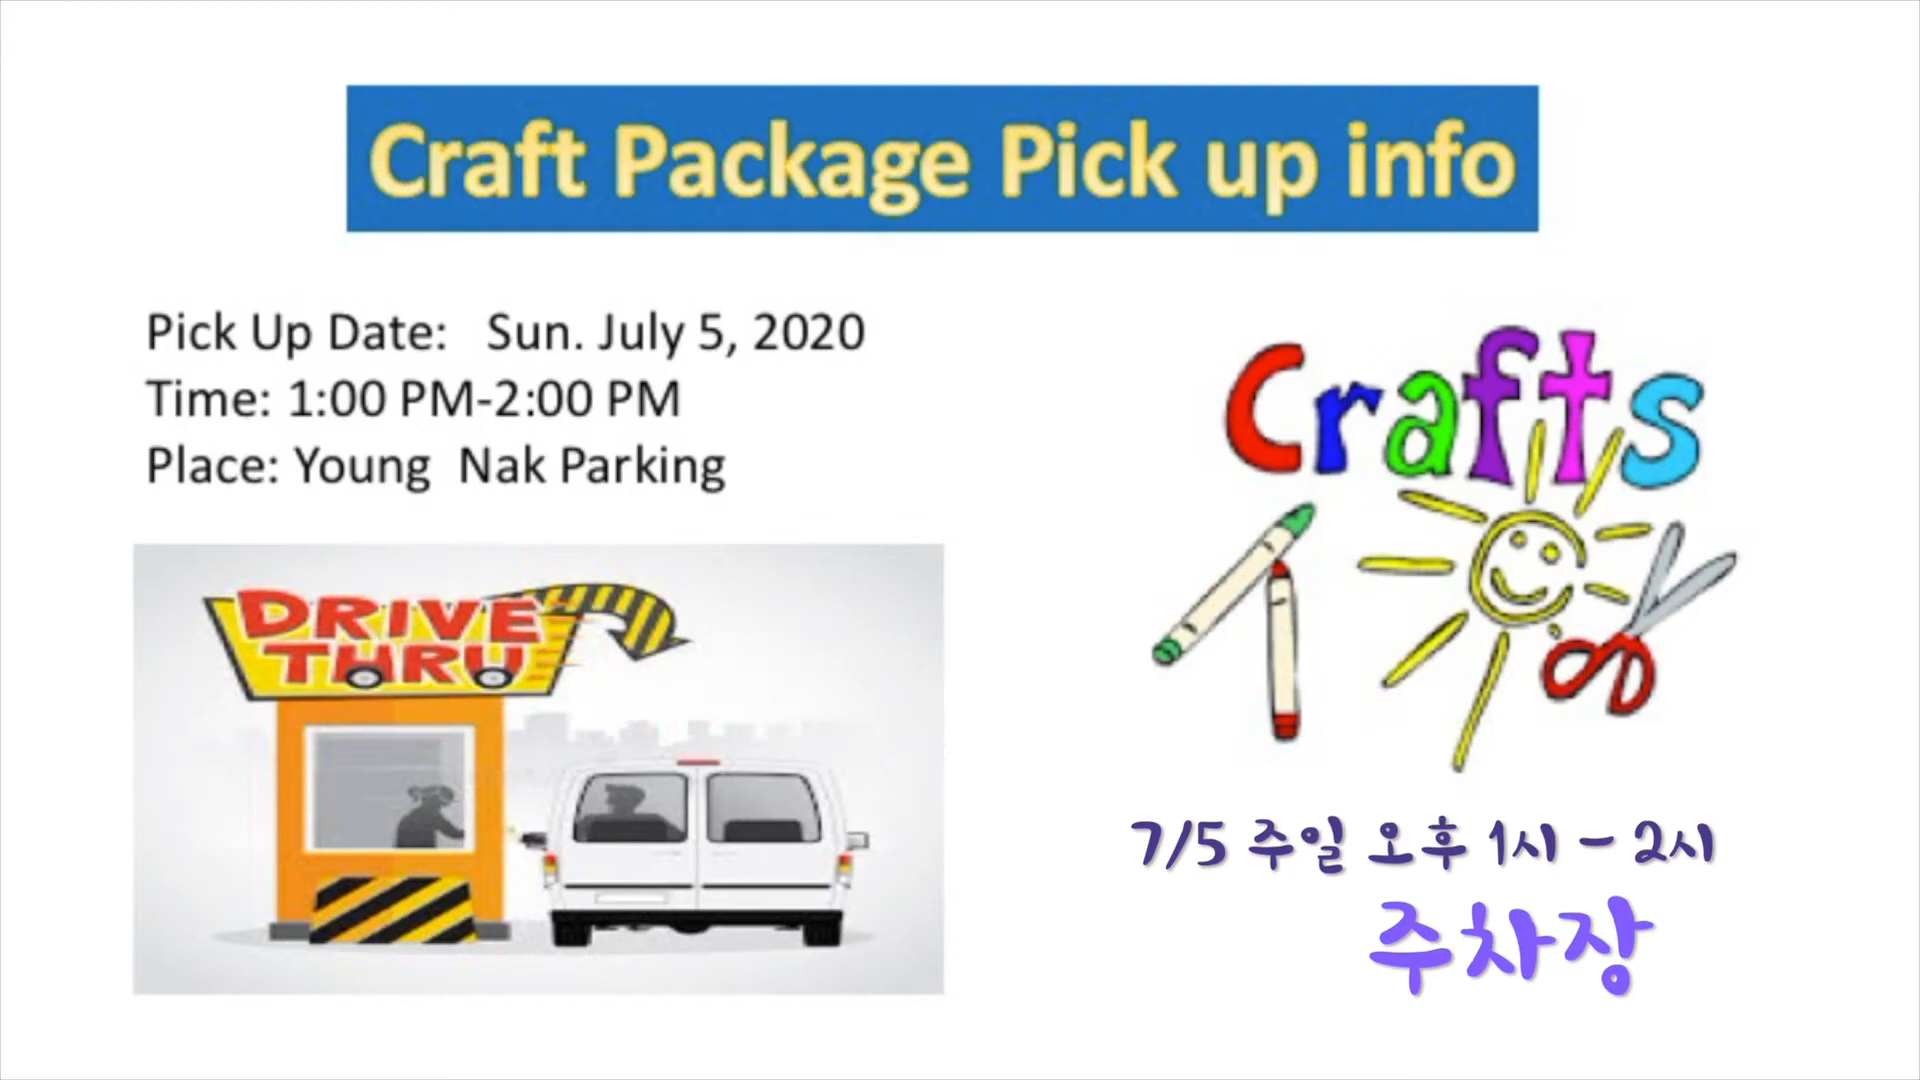 Craft Package Pick up info
Pick Up Date: Sun. July 5, 2020
Time: 1:00 PM-2:00 PM
Place: Young Nak Parking
Crafts
DRIVE
THRU
7/5 주일 오후 1시 - 2시
주차장